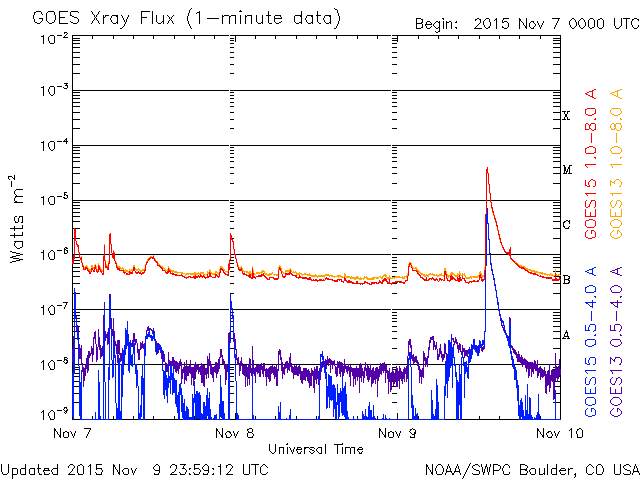 GOES Xray Flux (1-minute data)
Begin: 2015 Nov 7 0000 UTC
10⁻²
10⁻³
10⁻⁴
10⁻⁵
10⁻⁶
10⁻⁷
10⁻⁸
10⁻⁹
Watts m⁻²
X
M
C
B
A
GOES15 1.0-8.0 A
GOES13 1.0-8.0 A
GOES15 0.5-4.0 A
GOES13 0.5-4.0 A
Nov 7
Nov 8
Nov 9
Nov 10
Universal Time
Updated 2015 Nov 9 23:59:12 UTC
NOAA/SWPC Boulder, CO USA